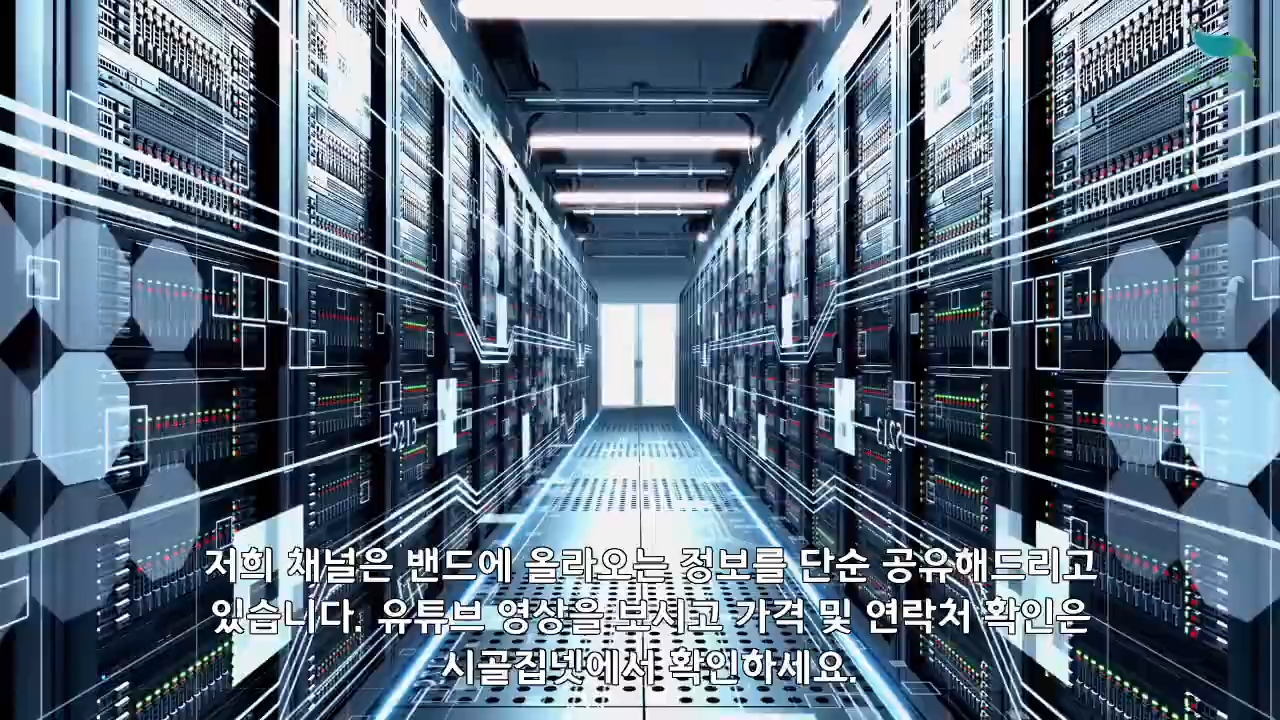 저희 채널은 밴드에 올라오는 정보를 단순 공유해드리고
있습니다. 유튜브 영상을 보시고 가격 및 연락처 확인은
시골집넷에서 확인하세요.